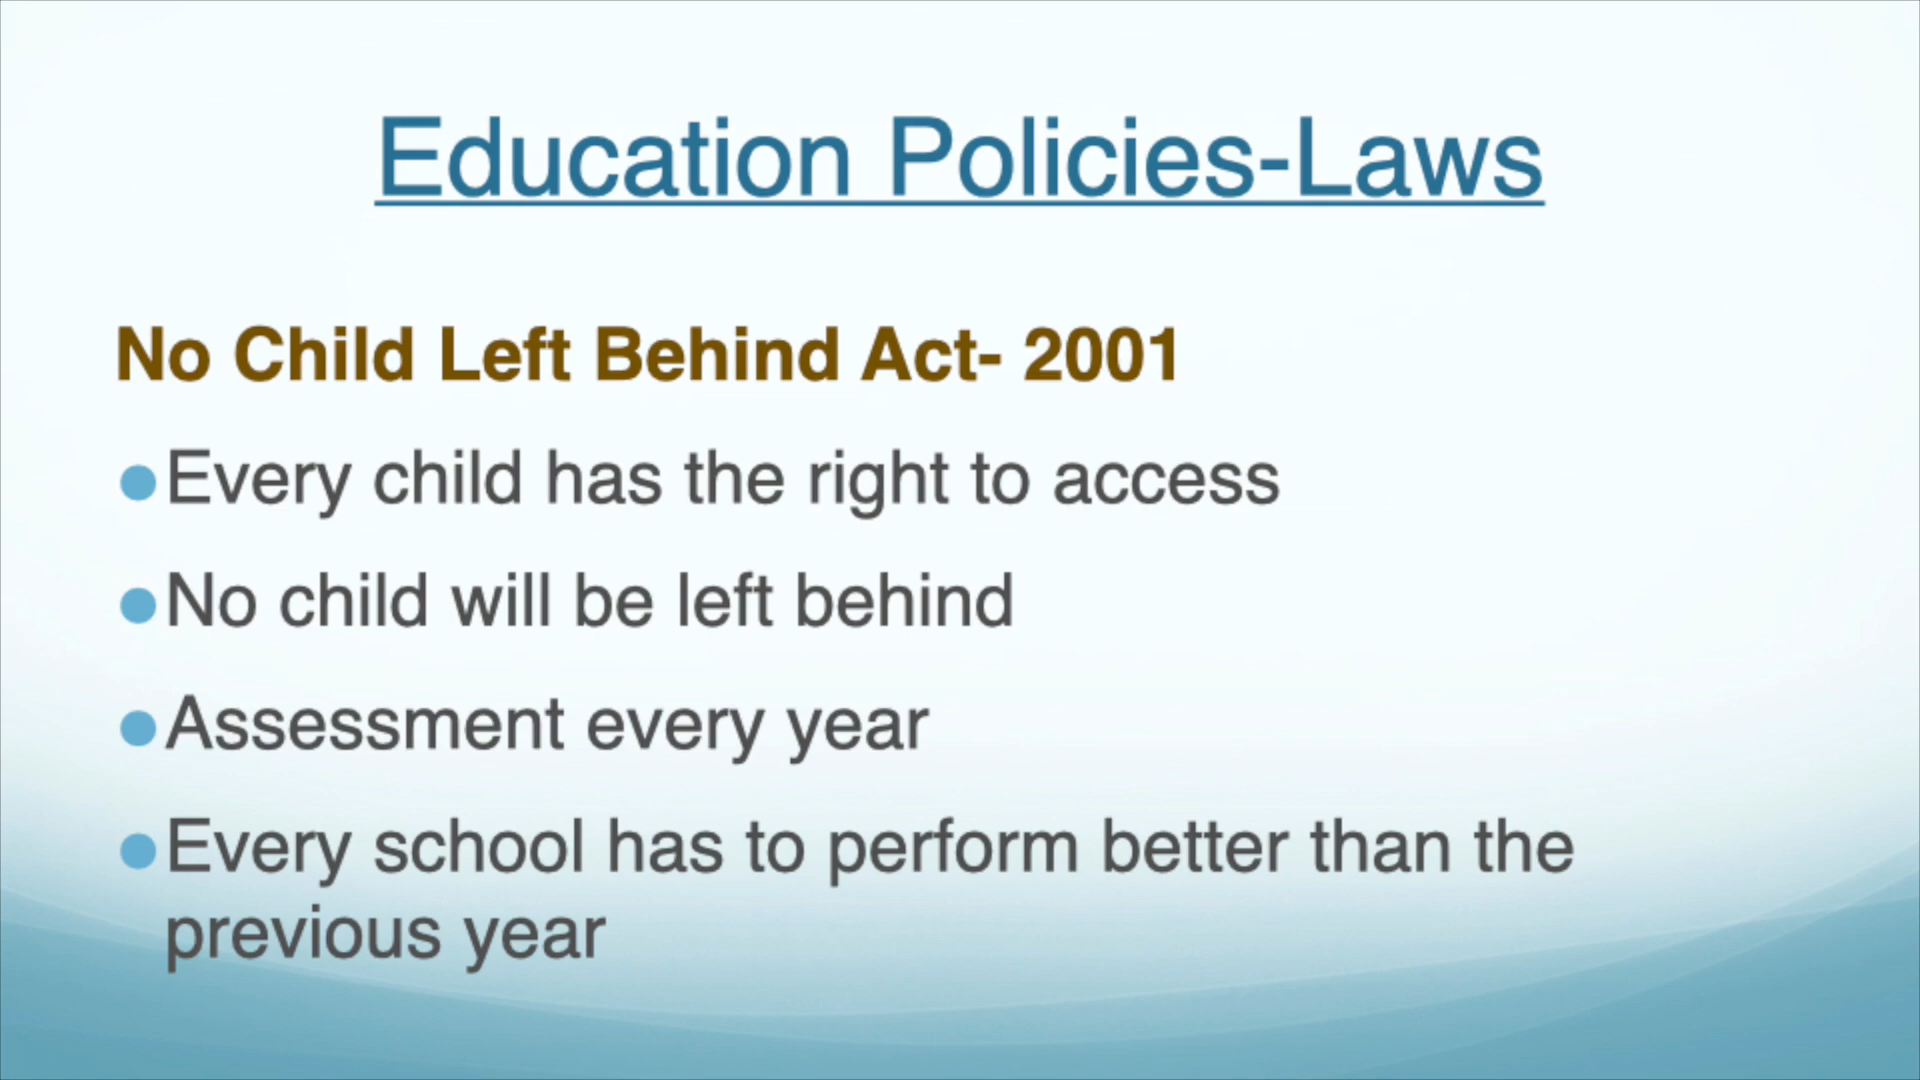 Education Policies-Laws
No Child Left Behind Act- 2001
●Every child has the right to access
●No child will be left behind
●Assessment every year
●Every school has to perform better than the
previous year